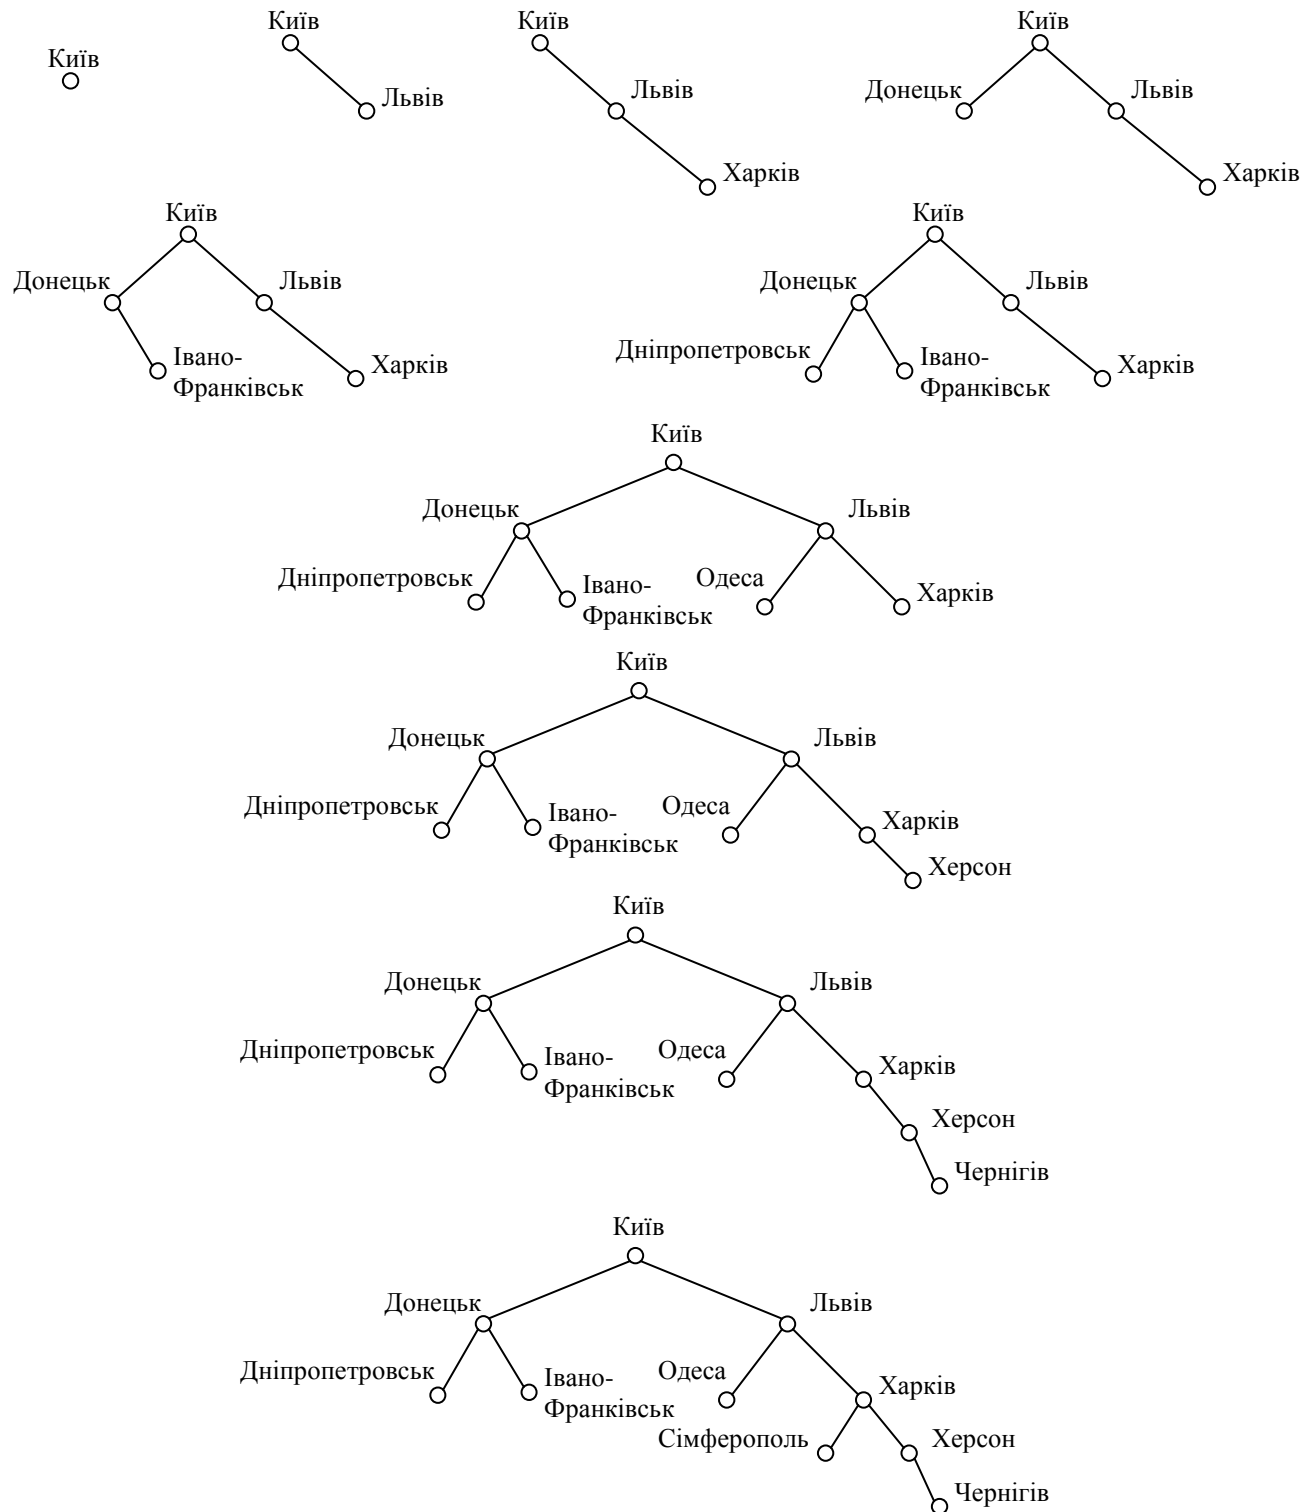 Київ
Львів
Київ
Київ
Львів
Харків
Київ
Донецьк
Львів
Харків
Київ
Донецьк
Львів
Івано-
Франківськ
Харків
Київ
Донецьк
Львів
Дніпропетровськ
Івано-
Франківськ
Харків
Київ
Донецьк
Львів
Дніпропетровськ
Івано-
Франківськ
Одеса
Харків
Київ
Донецьк
Львів
Дніпропетровськ
Івано-
Франківськ
Одеса
Харків
Херсон
Київ
Донецьк
Львів
Дніпропетровськ
Івано-
Франківськ
Одеса
Харків
Херсон
Чернігів
Київ
Донецьк
Львів
Дніпропетровськ
Івано-
Франківськ
Одеса
Харків
Сімферополь
Херсон
Чернігів